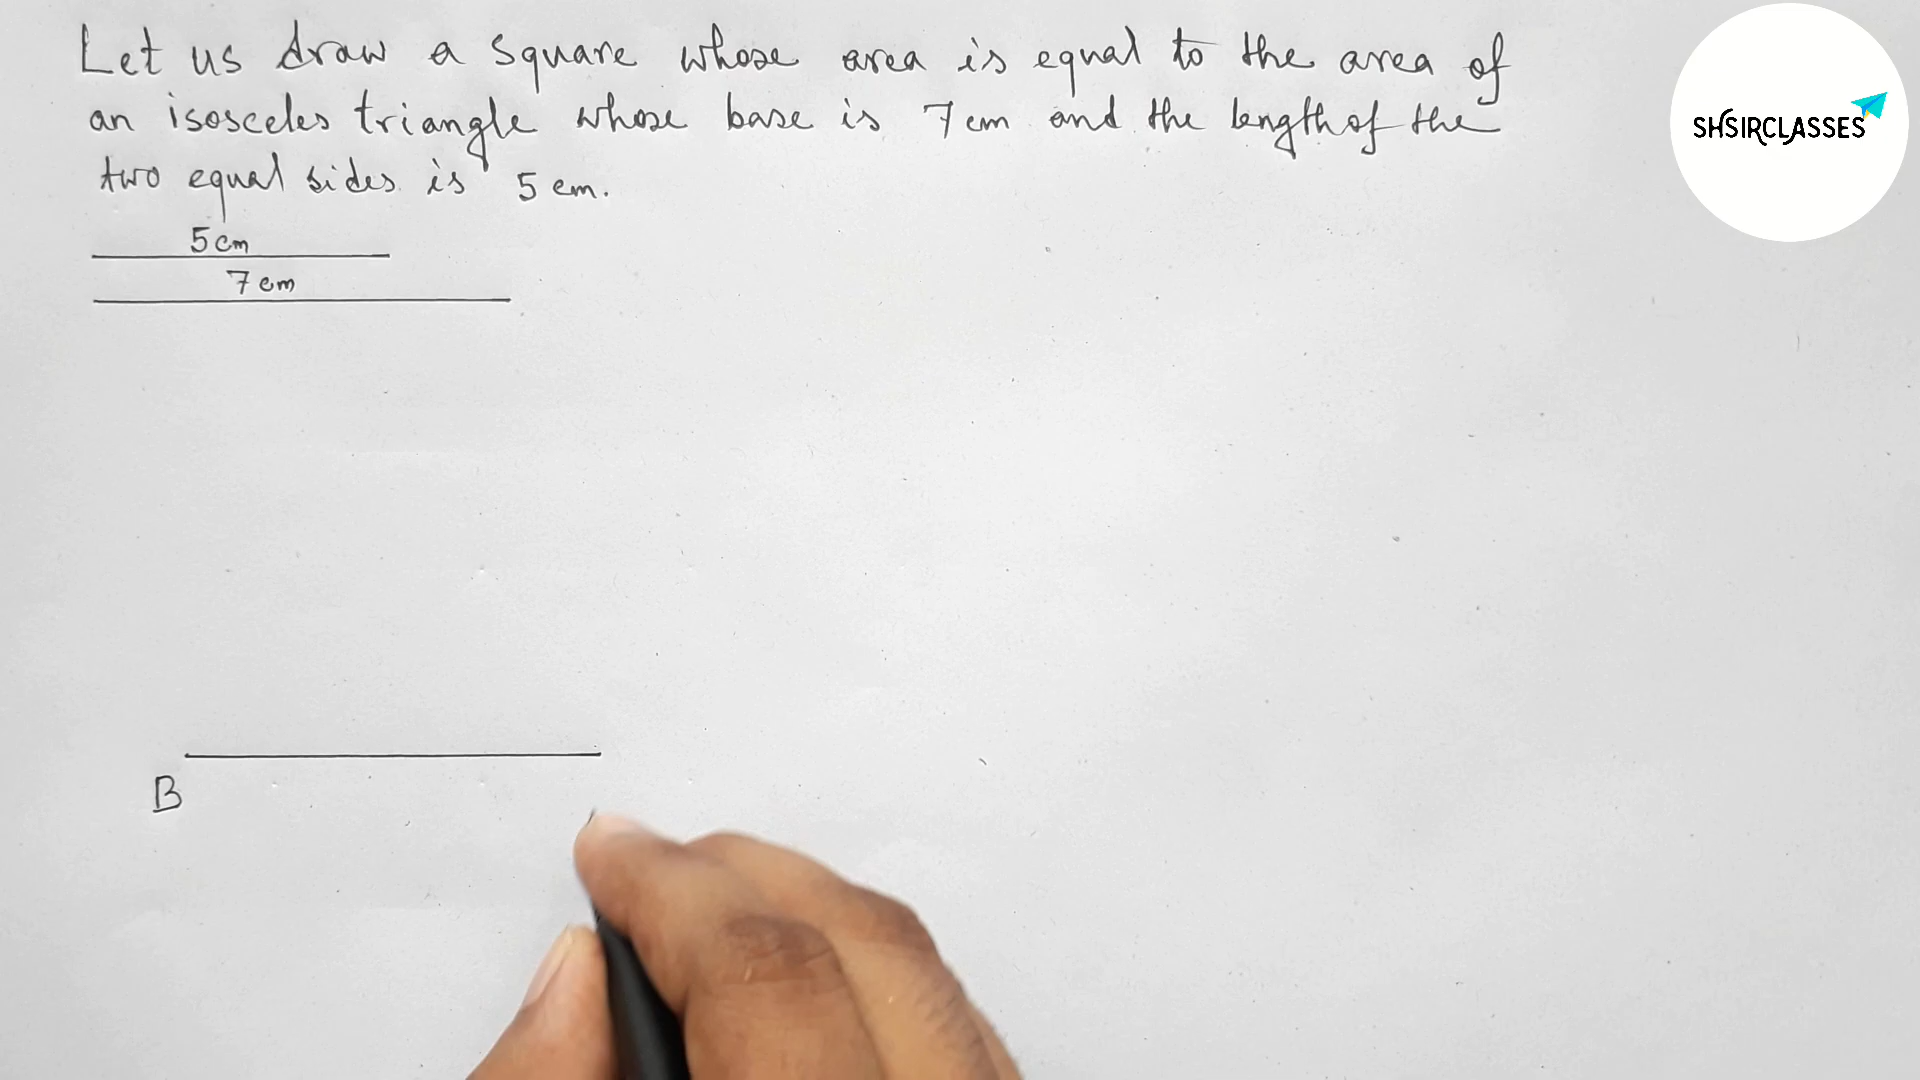 Let us draw a square whose area is equal to the area of
an isosceles triangle whose base is 7 cm and the length of the
two equal sides is 5 cm.
5 cm
7 cm
B
SHSIRCLASSES